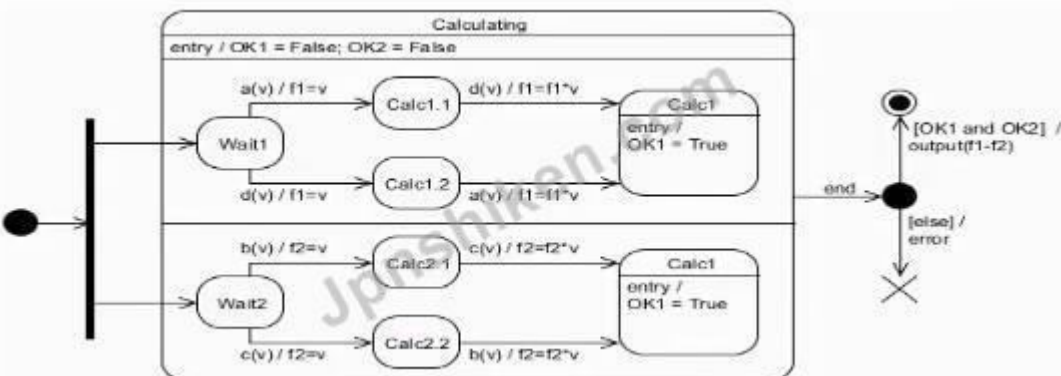 Calculating
entry / OK1 = False; OK2 = False
a(v) / f1=v
Calc1.1
d(v) / f1=f1*v
Calc1
entry /
OK1 = True
Wait1
d(v) / f1=v
Calc1.2
a(v) / f1=f1*v
b(v) / f2=v
Calc2.1
c(v) / f2=f2*v
Calc1
entry /
OK1 = True
Wait2
c(v) / f2=v
Calc2.2
b(v) / f2=f2*v
end
[OK1 and OK2] /
output(f1-f2)
[else] /
error
Jpnshiken.com